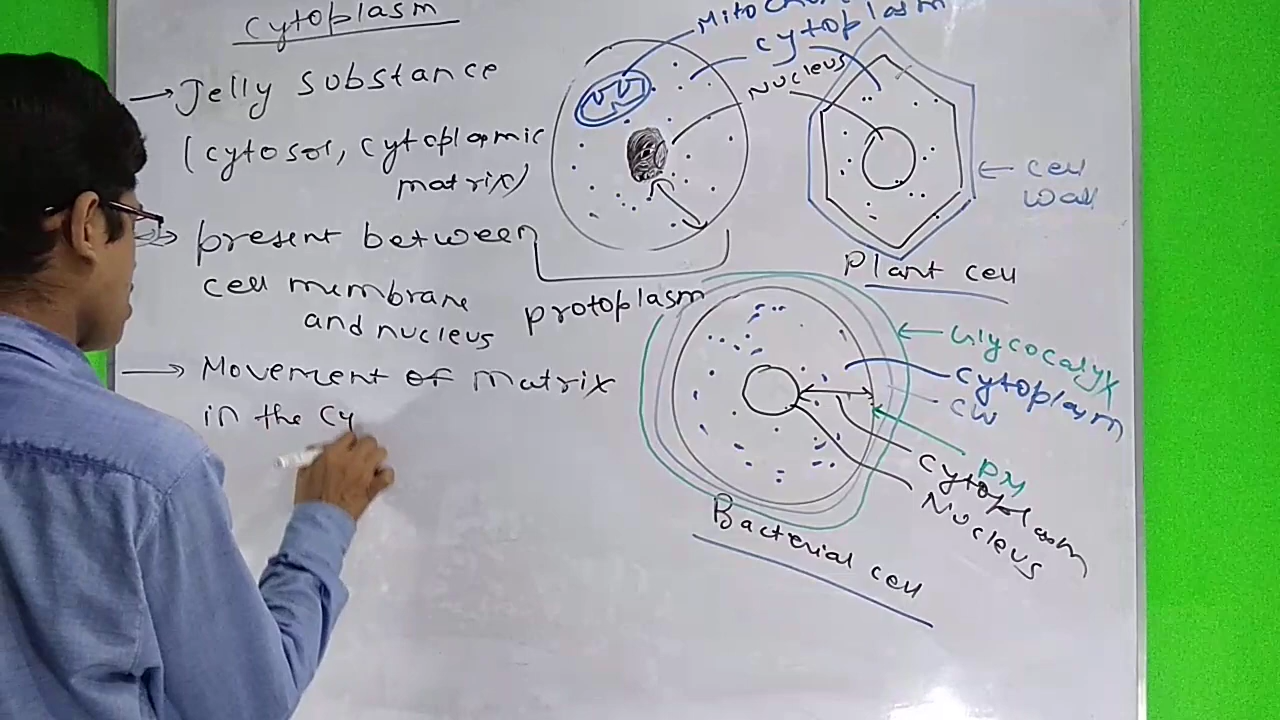 Cytoplasm
→ Jelly substance
(cytosol, cytoplasmic
matrix)
→ present between
cell membrane
and nucleus
protoplasm
→ Movement of matrix
in the cy
cytoplasm
Nucleus
← cell
wall
Plant cell
← Glycocalyx
cytoplasm
CW
PM
cytoplasm
Nucleus
Bacterial cell